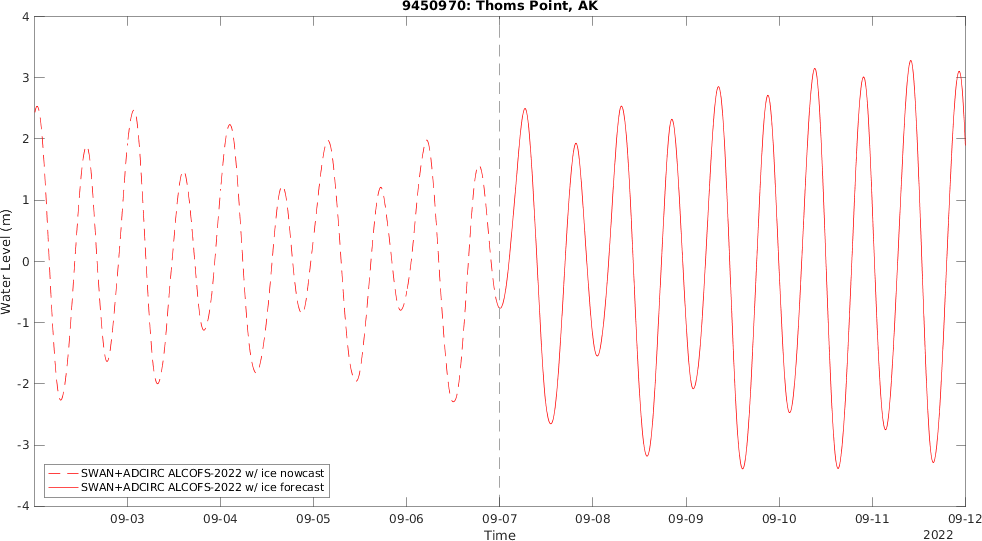 9450970: Thoms Point, AK
4
3
2
1
0
-1
-2
-3
-4
Water Level (m)
SWAN+ADCIRC ALCOFS-2022 w/ ice nowcast
SWAN+ADCIRC ALCOFS-2022 w/ ice forecast
09-03 09-04 09-05 09-06 09-07 09-08 09-09 09-10 09-11 09-12
Time
2022